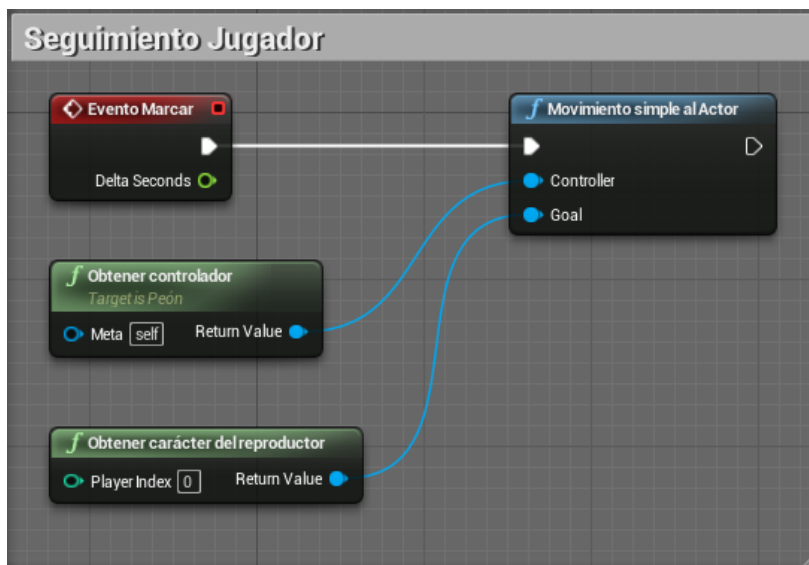 Seguimiento Jugador
Evento Marcar
Delta Seconds
f Movimiento simple al Actor
Controller
Goal
f Obtener controlador
Target is Peón
Meta self Return Value
f Obtener carácter del reproductor
Player Index 0 Return Value